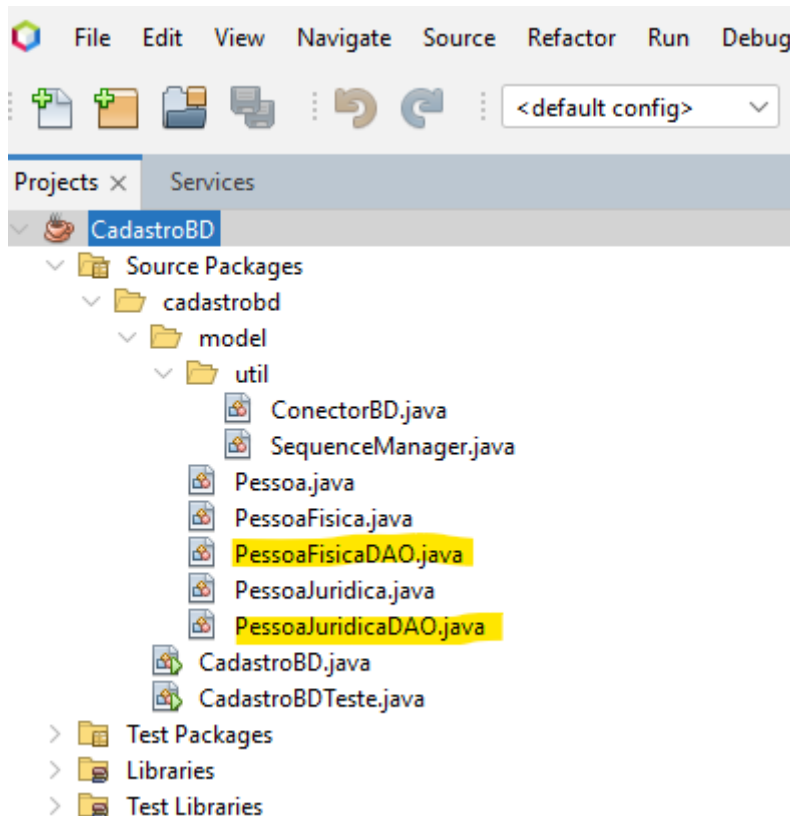 File Edit View Navigate Source Refactor Run Debug
<default config>
Projects × Services
CadastroBD
Source Packages
cadastrobd
model
util
ConectorBD.java
SequenceManager.java
Pessoa.java
PessoaFisica.java
PessoaFisicaDAO.java
PessoaJuridica.java
PessoaJuridicaDAO.java
CadastroBD.java
CadastroBDTeste.java
Test Packages
Libraries
Test Libraries